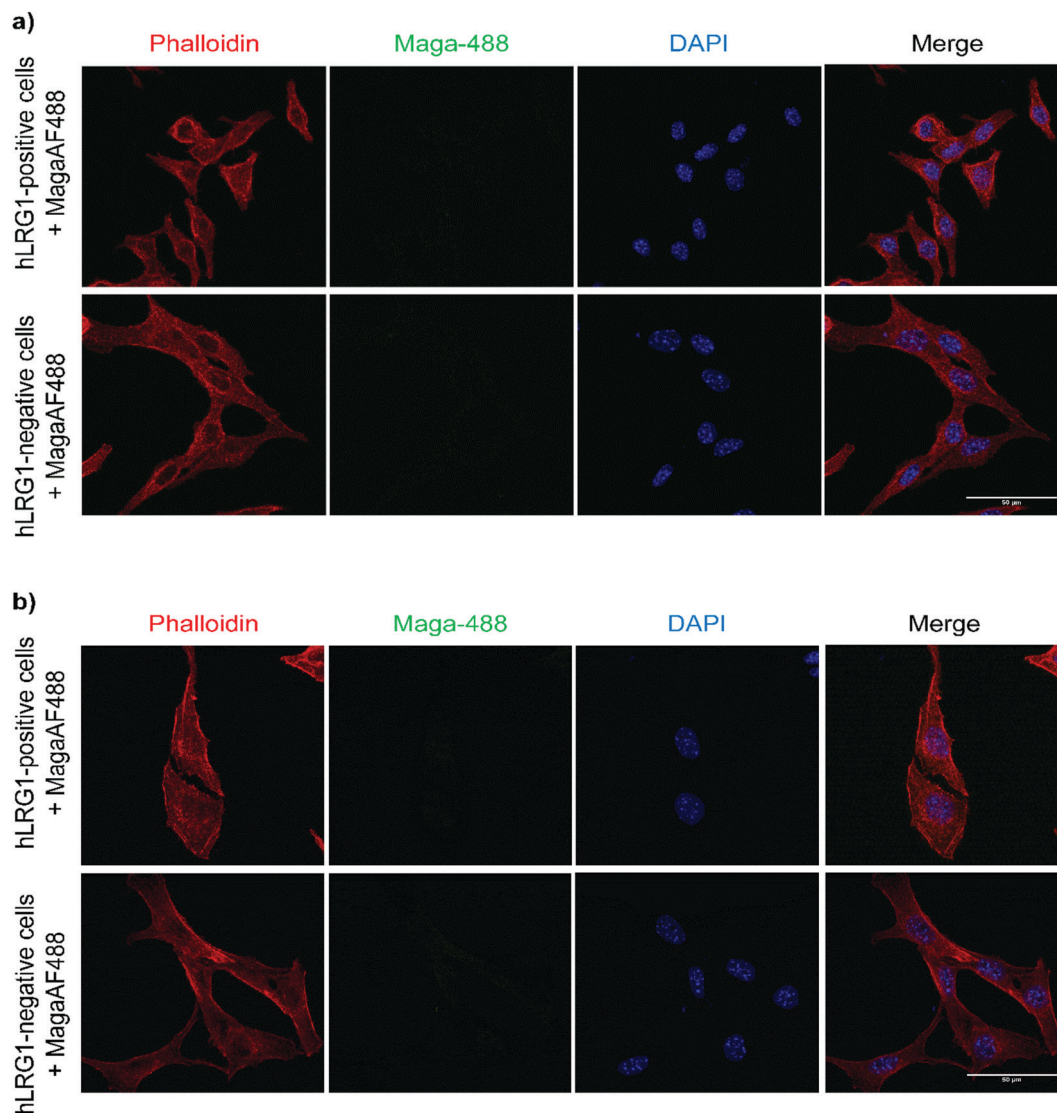 a)
Phalloidin Maga-488 DAPI Merge
hLRG1-positive cells
+ MagaAF488
hLRG1-negative cells
+ MagaAF488
50 µm
b)
Phalloidin Maga-488 DAPI Merge
hLRG1-positive cells
+ MagaAF488
hLRG1-negative cells
+ MagaAF488
50 µm